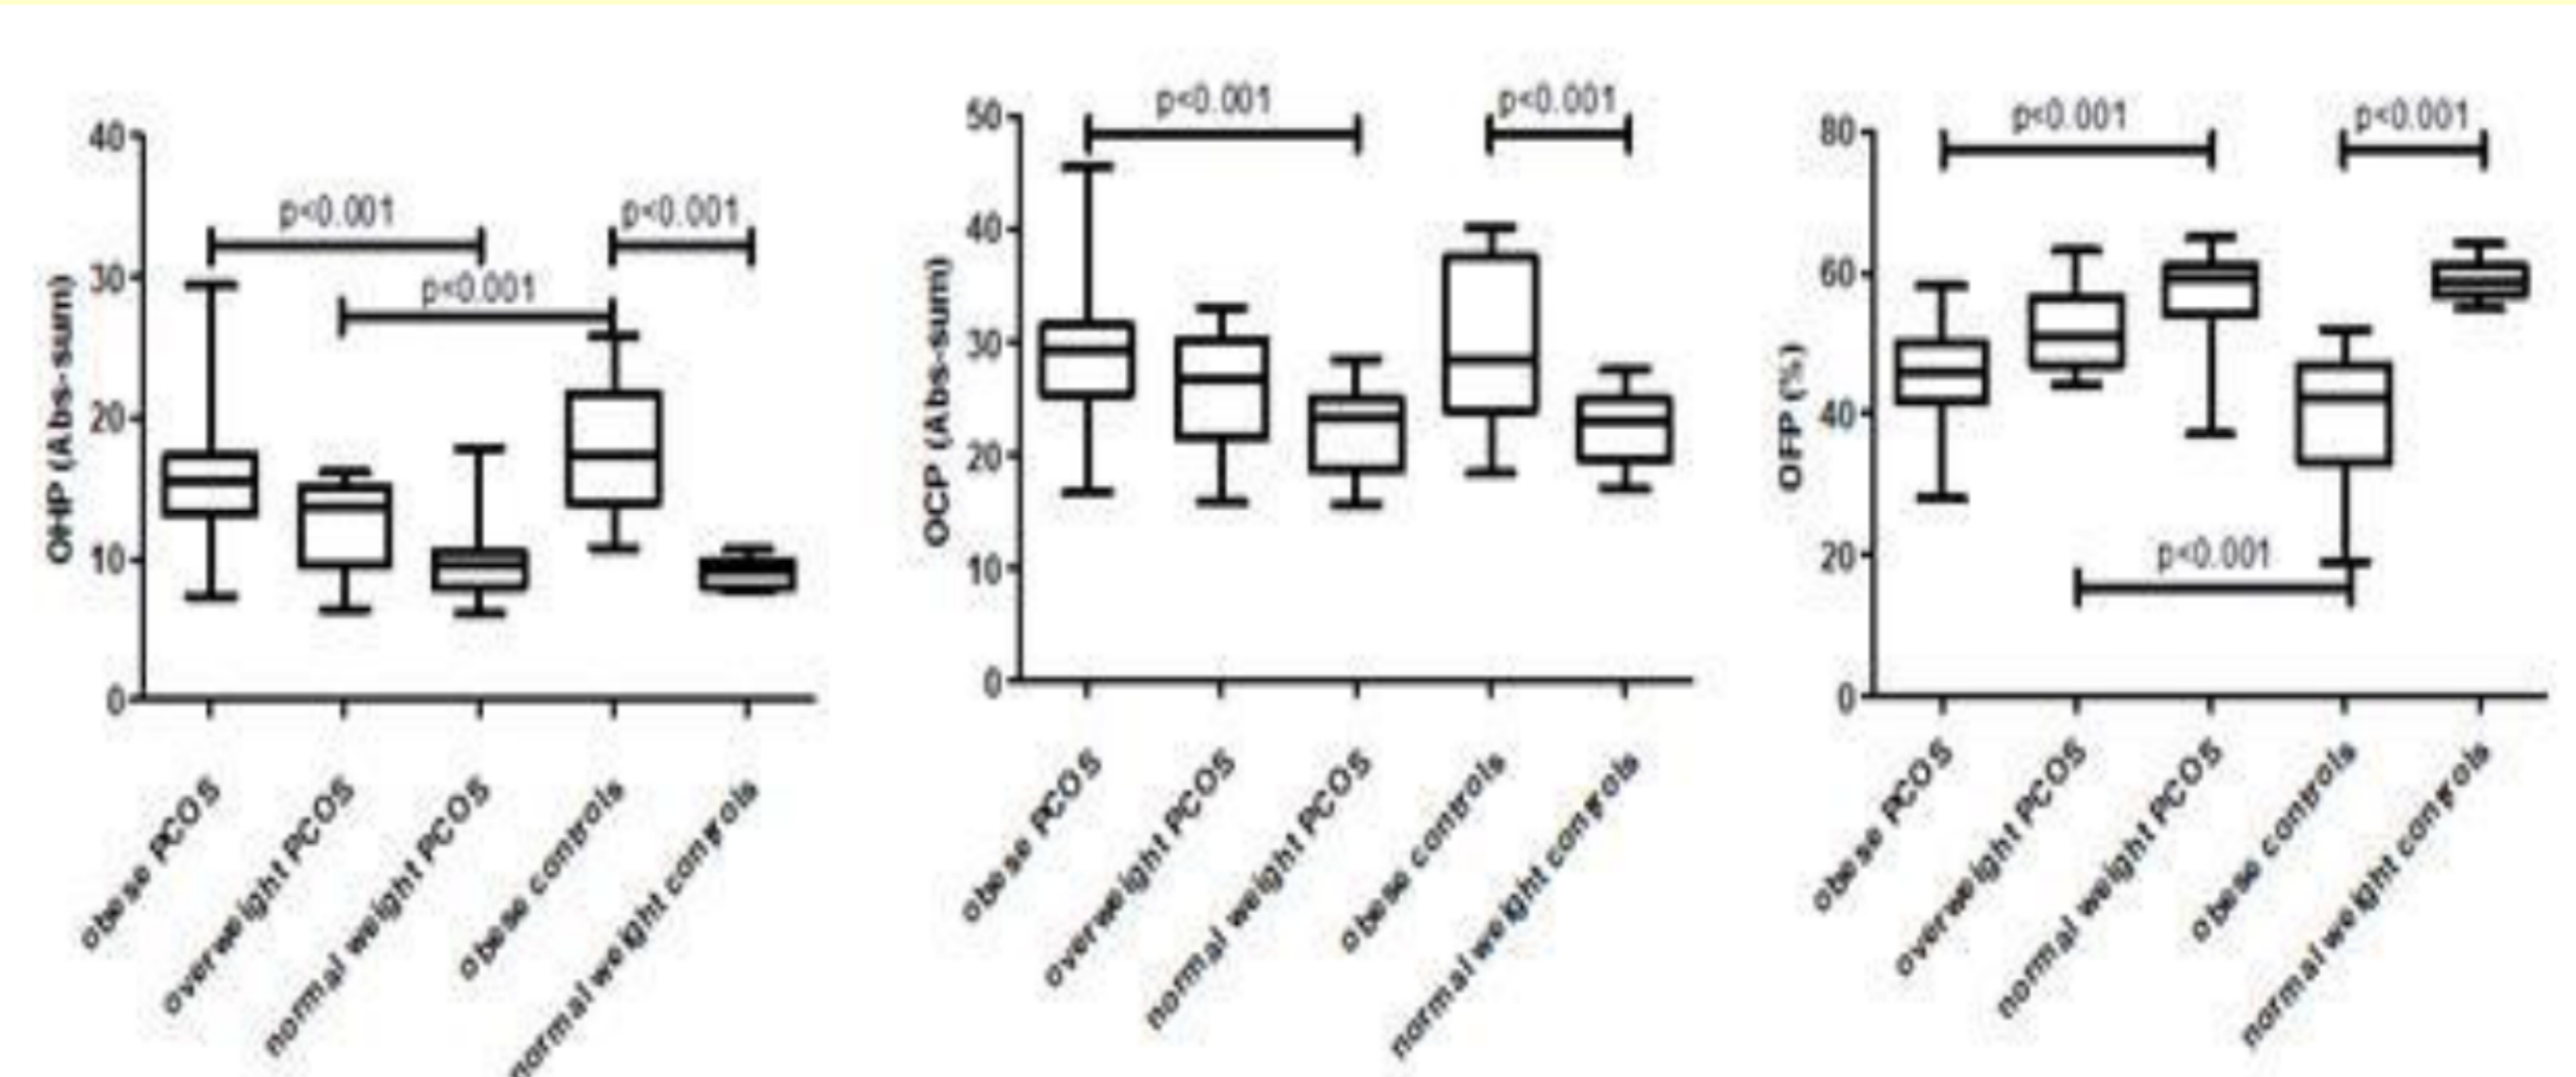 OHP (Abs-sum)
40
30
20
10
0
p<0.001
p<0.001
p<0.001
obese PCOS
overweight PCOS
normal weight PCOS
obese controls
normal weight controls
OCP (Abs-sum)
50
40
30
20
10
0
p<0.001
p<0.001
obese PCOS
overweight PCOS
normal weight PCOS
obese controls
normal weight controls
OFP (%)
80
60
40
20
0
p<0.001
p<0.001
p<0.001
obese PCOS
overweight PCOS
normal weight PCOS
obese controls
normal weight controls